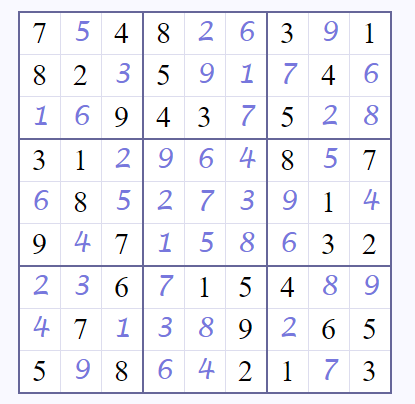 7 5 4 8 2 6 3 9 1
8 2 3 5 9 1 7 4 6
1 6 9 4 3 7 5 2 8
3 1 2 9 6 4 8 5 7
6 8 5 2 7 3 9 1 4
9 4 7 1 5 8 6 3 2
2 3 6 7 1 5 4 8 9
4 7 1 3 8 9 2 6 5
5 9 8 6 4 2 1 7 3